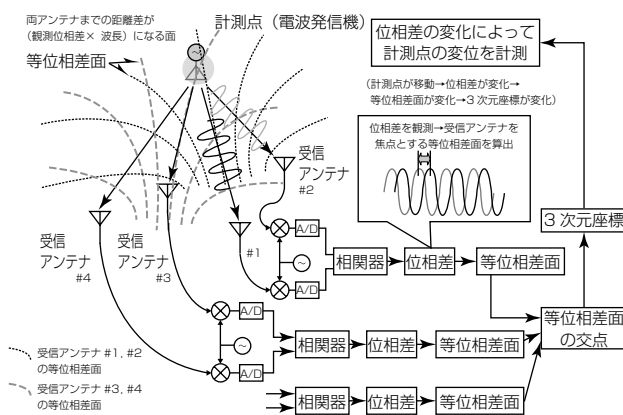 両アンテナまでの距離差が
(観測位相差× 波長)になる面
等位相差面
計測点（電波発信機）
~
位相差の変化によって
計測点の変位を計測
(計測点が移動→位相差が変化→
等位相差面が変化→3 次元座標が変化)
位相差を観測→受信アンテナを
焦点とする等位相差面を算出
受信
アンテナ
#2
受信
アンテナ
#4
受信
アンテナ
#3
#1
A/D
~
A/D
相関器
位相差
等位相差面
3 次元座標
等位相差面
の交点
A/D
~
A/D
相関器
位相差
等位相差面
相関器
位相差
等位相差面
受信アンテナ #1, #2
の等位相差面
受信アンテナ #3, #4
の等位相差面